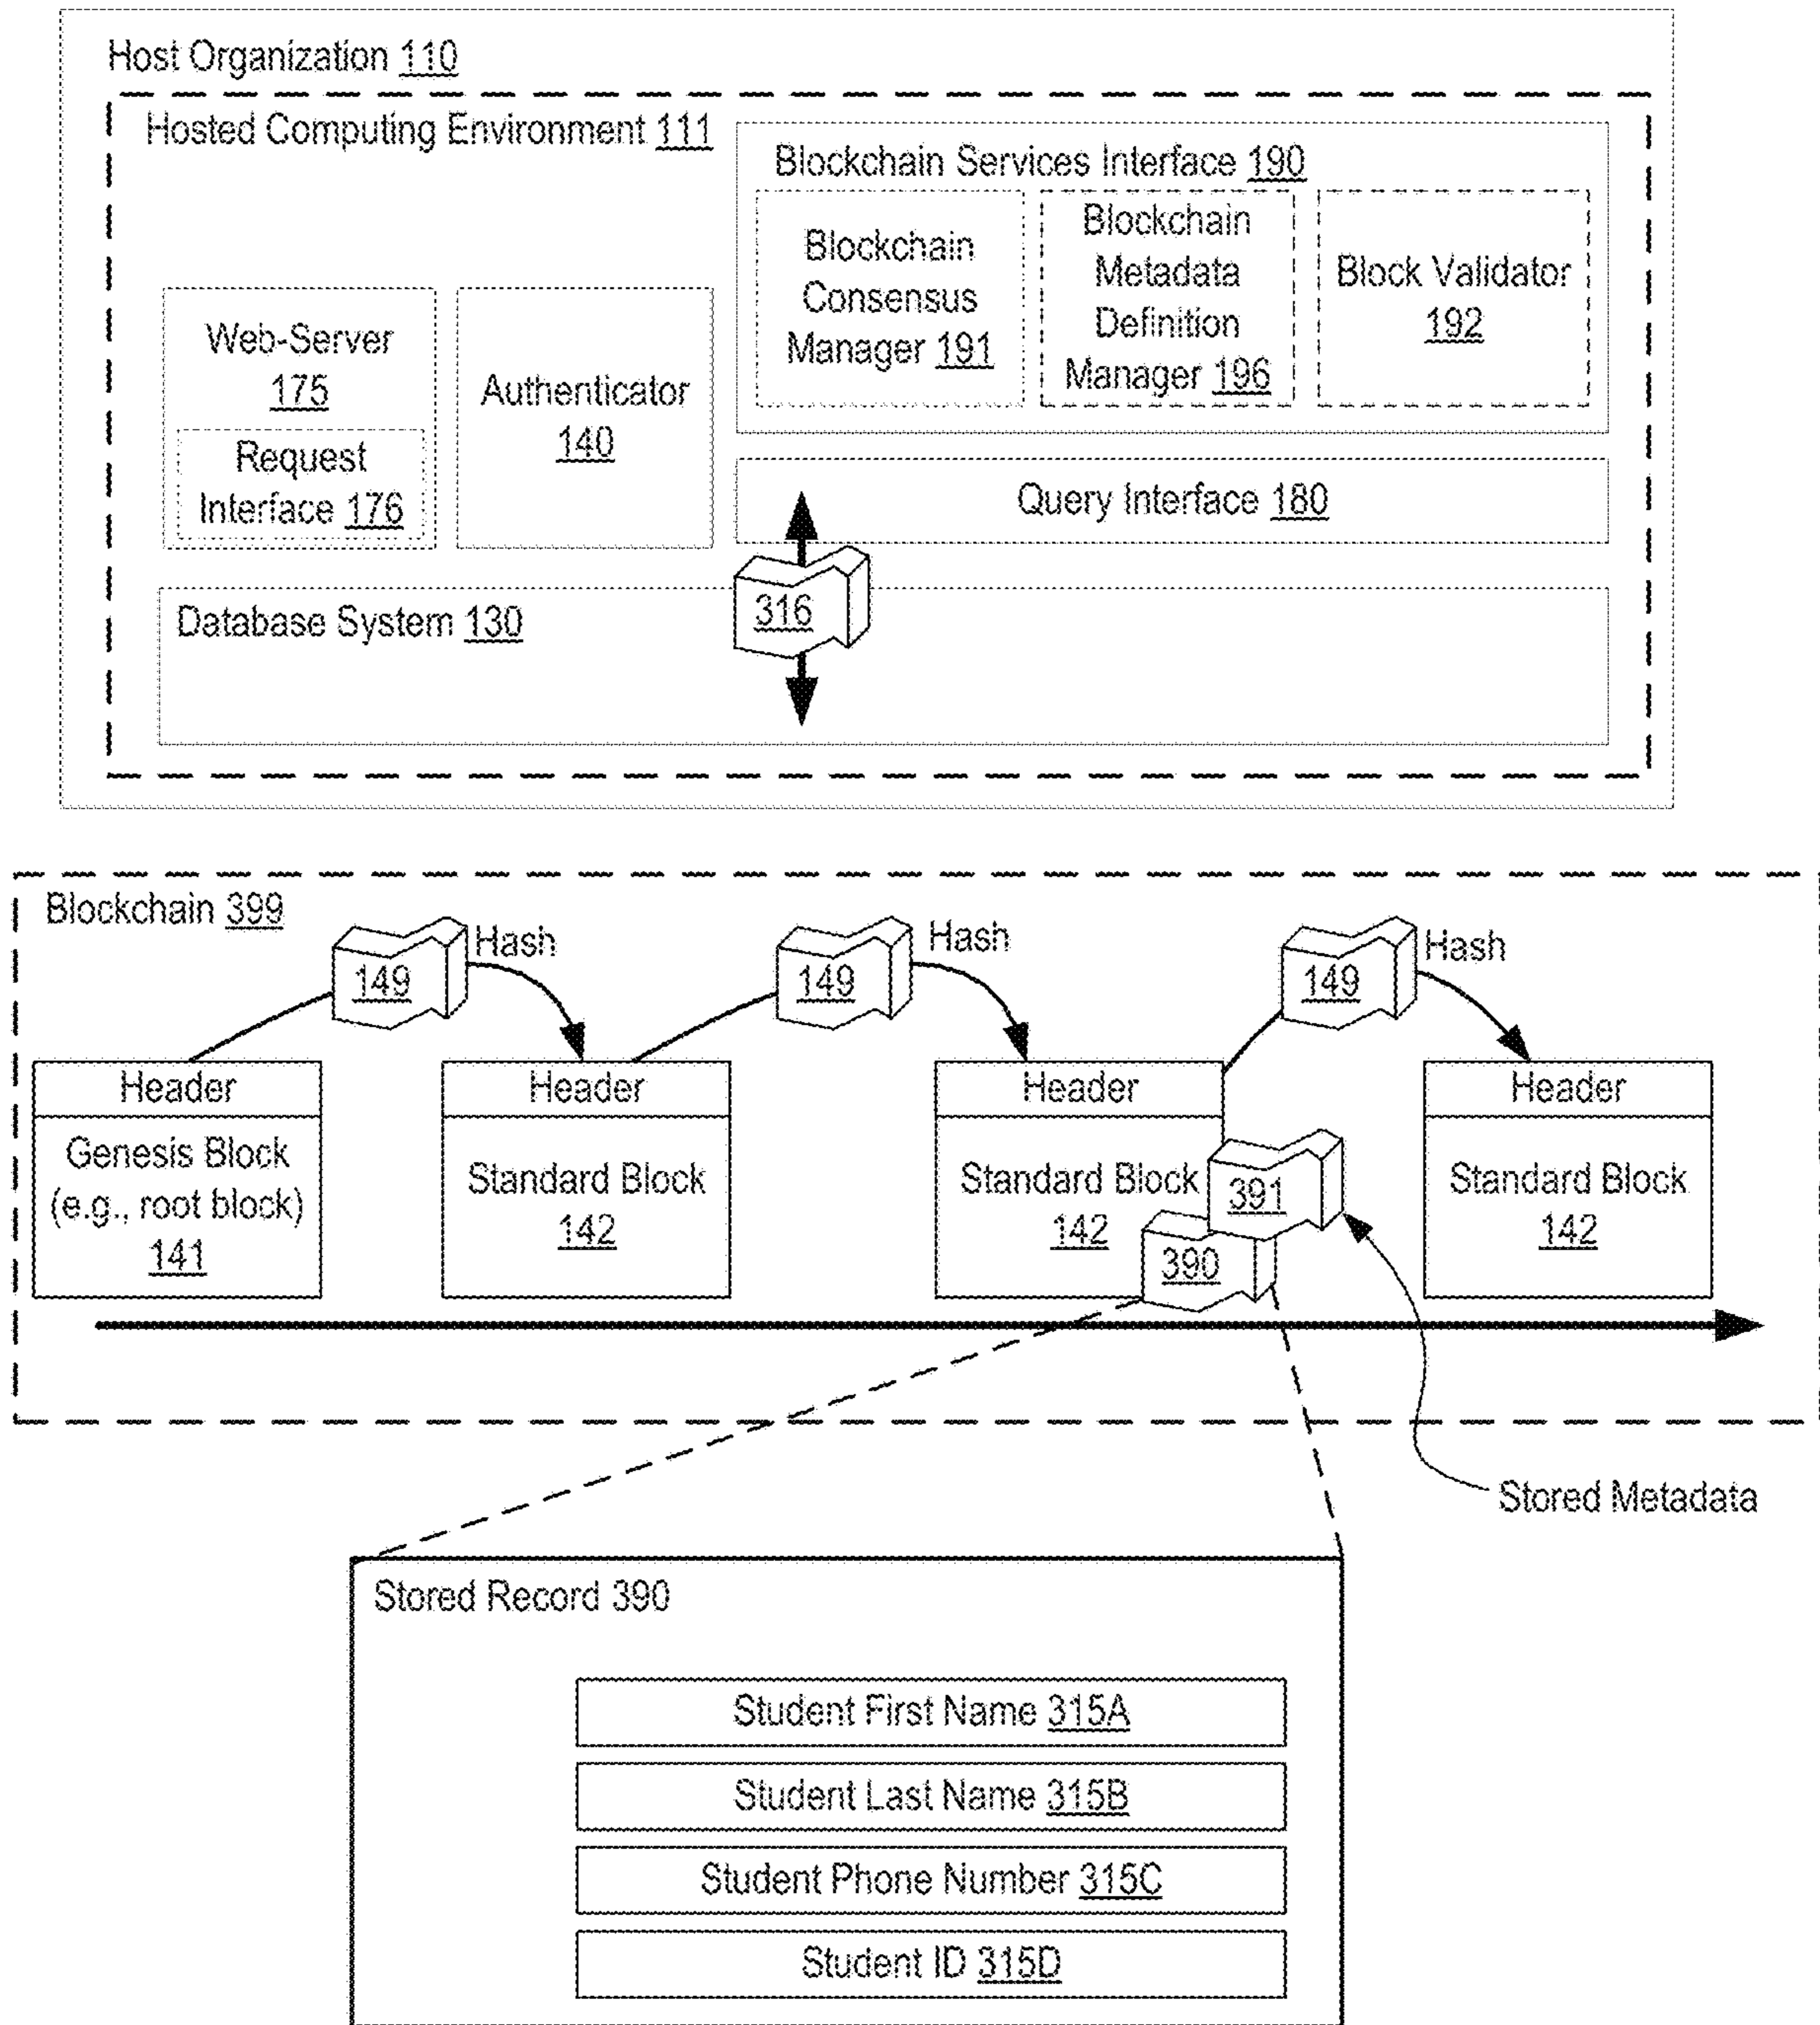 Host Organization 110
Hosted Computing Environment 111
Blockchain Services Interface 190
Blockchain
Consensus
Manager 191
Blockchain
Metadata
Definition
Manager 196
Block Validator
192
Web-Server
175
Request
Interface 176
Authenticator
140
Query Interface 180
316
Database System 130
Blockchain 399
149
Hash
149
Hash
149
Hash
Header
Genesis Block
(e.g., root block)
141
Header
Standard Block
142
Header
Standard Block
142
391
390
Header
Standard Block
142
Stored Metadata
Stored Record 390
Student First Name 315A
Student Last Name 315B
Student Phone Number 315C
Student ID 315D